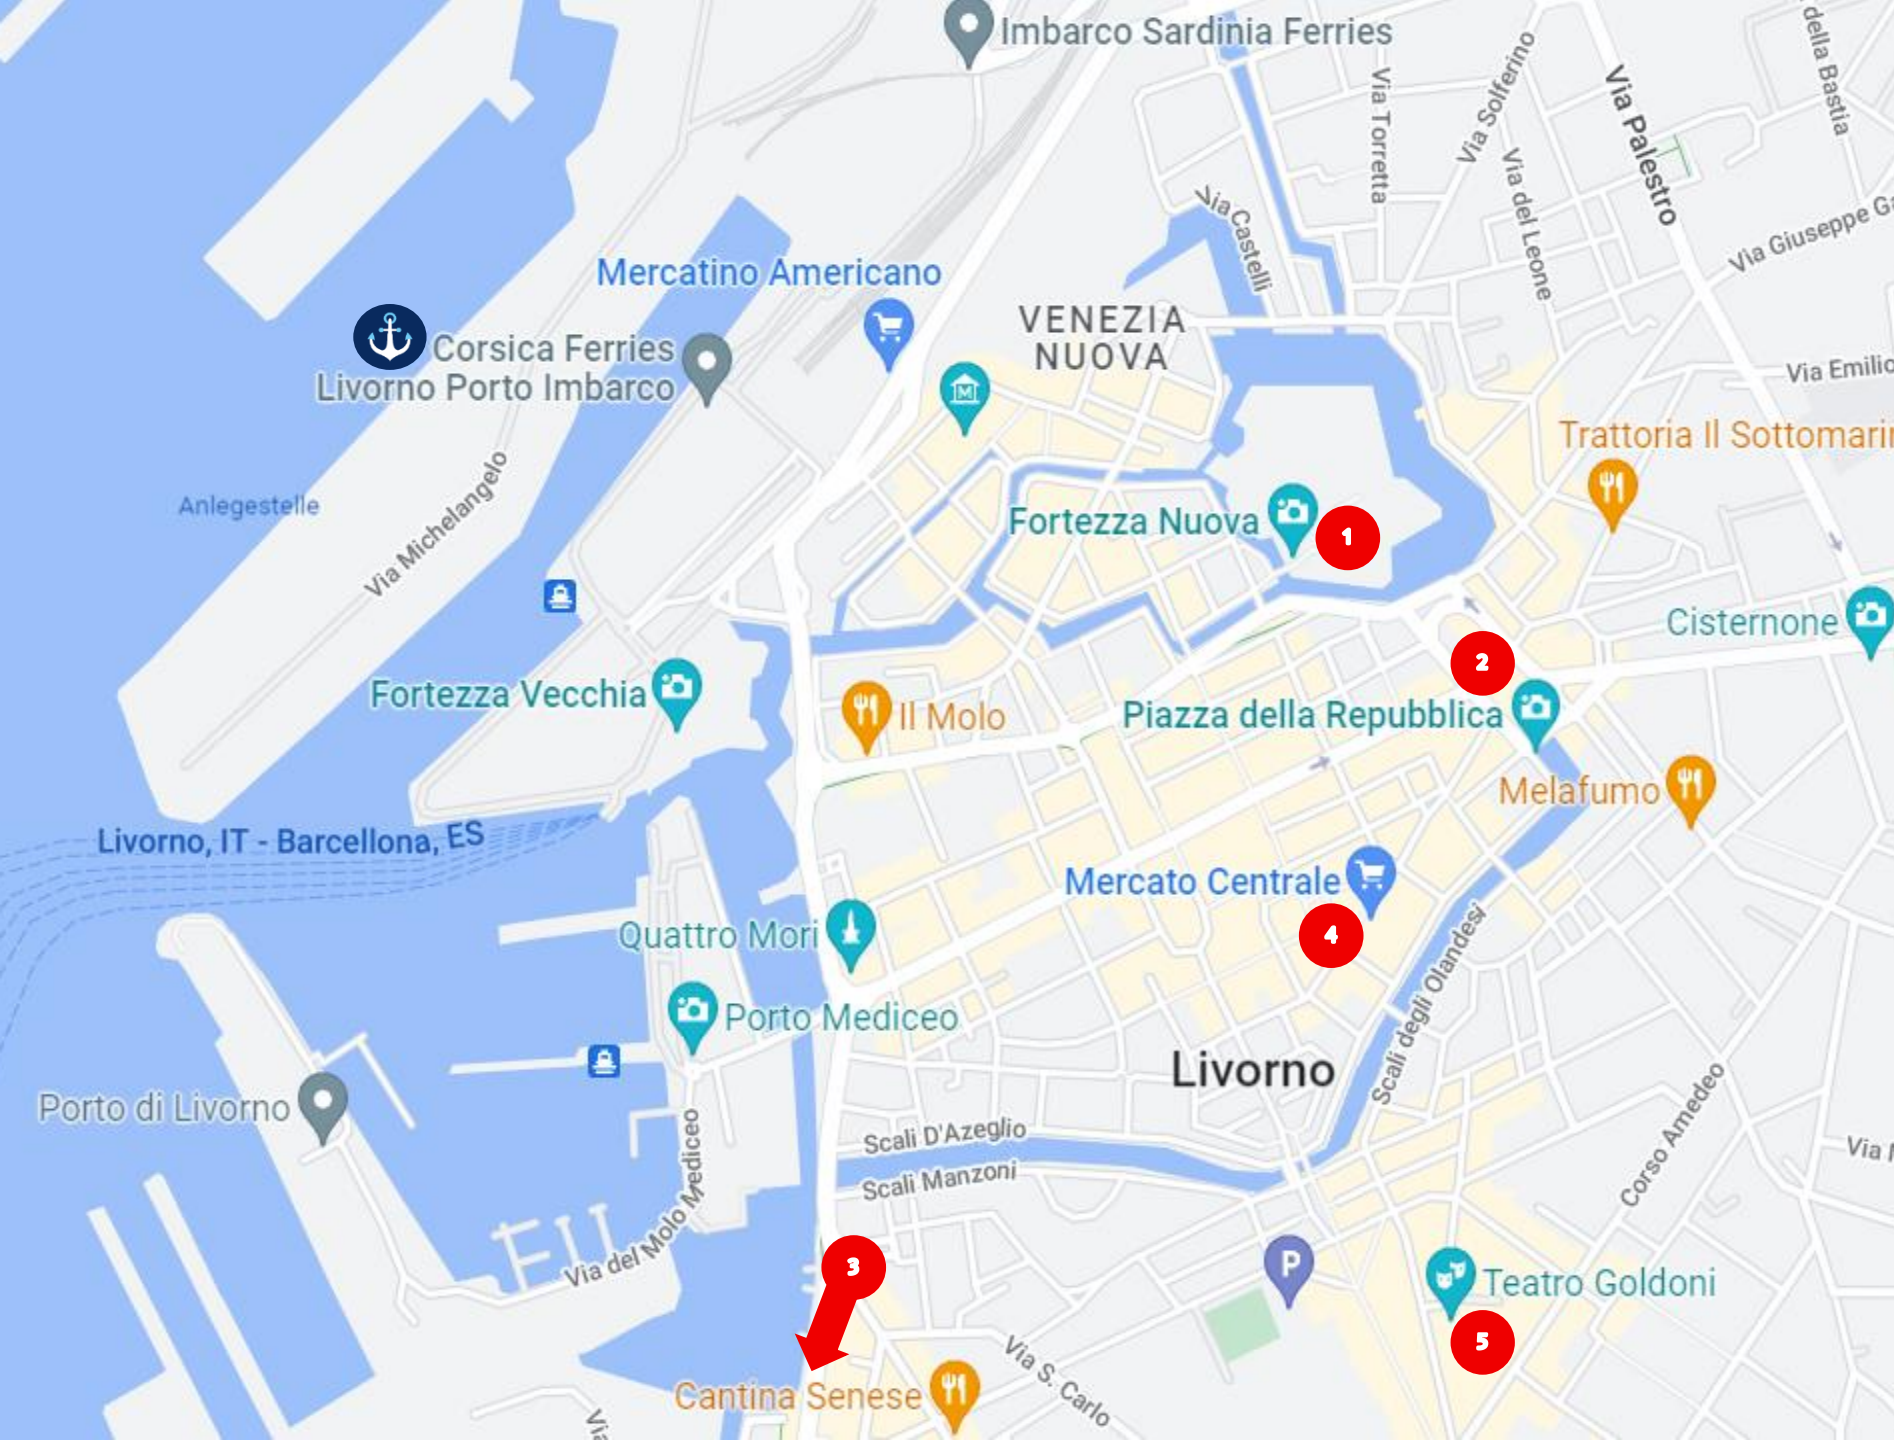 Imbarco Sardinia Ferries
Via Torretta
Via Solferino
Via Palestro
della Bastia
Via del Leone
Via Giuseppe
Via Castelli
Mercatino Americano
VENEZIA
NUOVA
Corsica Ferries
Livorno Porto Imbarco
Via Emilio
Trattoria Il Sottomarin
Anlegestelle
Via Michelangelo
Fortezza Nuova
1
Cisternone
2
Fortezza Vecchia
Il Molo
Piazza della Repubblica
Melafumo
Livorno, IT - Barcellona, ES
Mercato Centrale
4
Quattro Mori
Scali degli Olandesi
Porto Mediceo
Livorno
Porto di Livorno
Corso Amedeo
Scali D'Azeglio
Scali Manzoni
Via
Via del Molo Mediceo
3
P
Teatro Goldoni
5
Via S. Carlo
Cantina Senese
Via